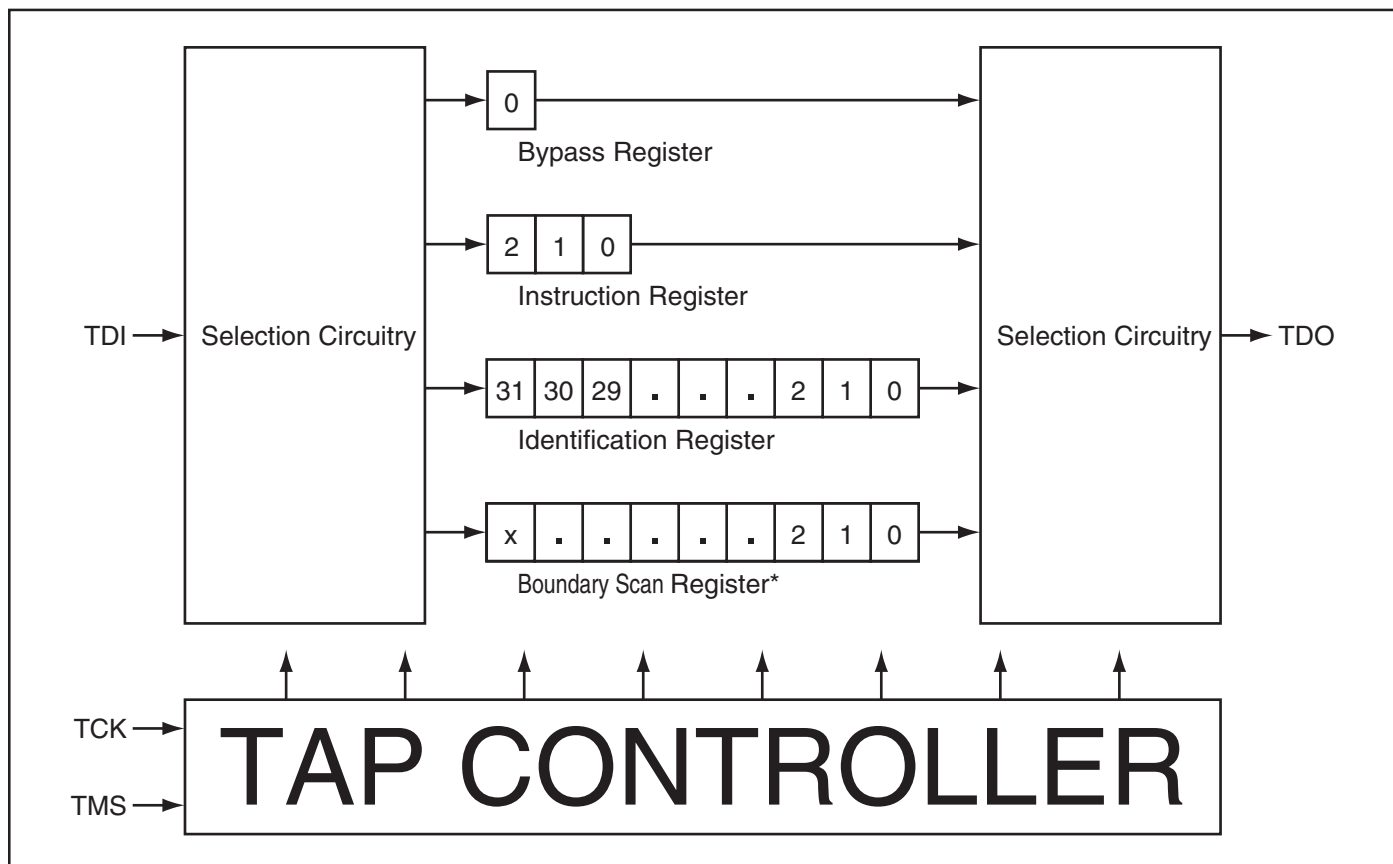 0
Bypass Register
2 1 0
Instruction Register
TDI
Selection Circuitry
Selection Circuitry
TDO
31 30 29 . . . 2 1 0
Identification Register
x . . . . . 2 1 0
Boundary Scan Register*
TCK
TMS
TAP CONTROLLER